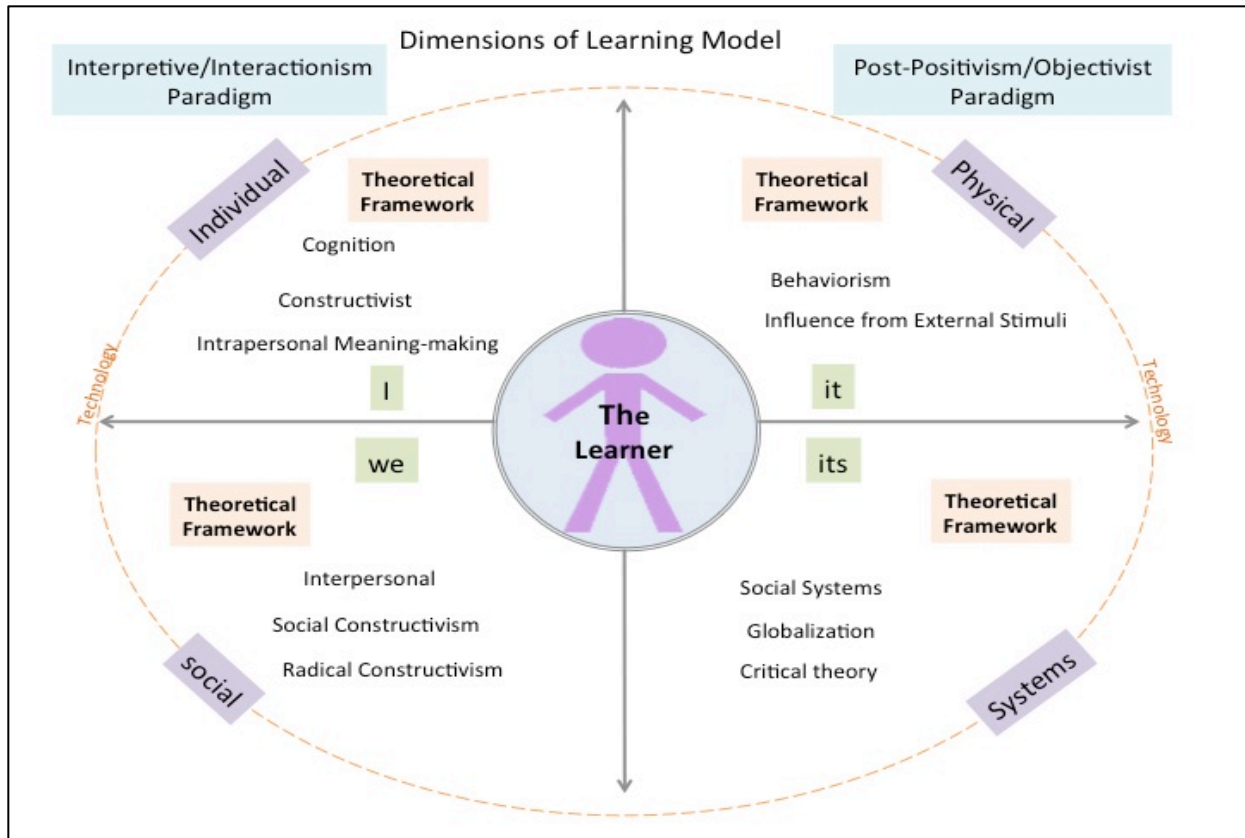 Dimensions of Learning Model
Interpretive/Interactionism
Paradigm
Post-Positivism/Objectivist
Paradigm
Individual
Physical
Theoretical
Framework
Theoretical
Framework
Cognition
Constructivist
Intrapersonal Meaning-making
Behaviorism
Influence from External Stimuli
Technology
Technology
I
it
The
Learner
we
its
Theoretical
Framework
Theoretical
Framework
Interpersonal
Social Constructivism
Radical Constructivism
Social Systems
Globalization
Critical theory
social
Systems